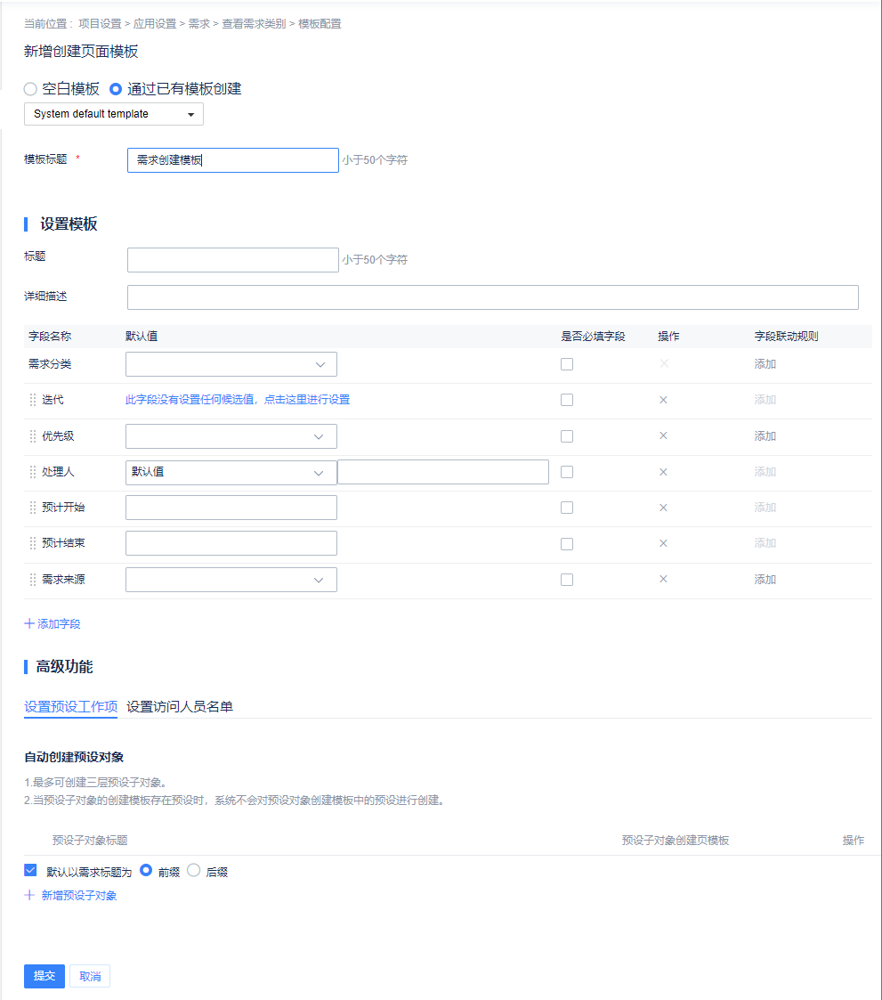 当前位置： 项目设置 > 应用设置 > 需求 > 查看需求类别 > 模板配置
新增创建页面模板
空白模板 通过已有模板创建
System default template
模板标题 * 需求创建模板 小于50个字符
设置模板
标题 小于50个字符
详细描述
字段名称 默认值 是否必填字段 操作 字段联动规则
需求分类 × 添加
迭代 此字段没有设置任何候选值，点击这里进行设置 × 添加
优先级 × 添加
处理人 默认值 × 添加
预计开始 × 添加
预计结束 × 添加
需求来源 × 添加
+ 添加字段
高级功能
设置预设工作项 设置访问人员名单
自动创建预设对象
1.最多可创建三层预设子对象。
2.当预设子对象的创建模板存在预设时，系统不会对预设对象创建模板中的预设进行创建。
预设子对象标题 预设子对象创建页模板 操作
默认以需求标题为 前缀 后缀
+ 新增预设子对象
提交 取消